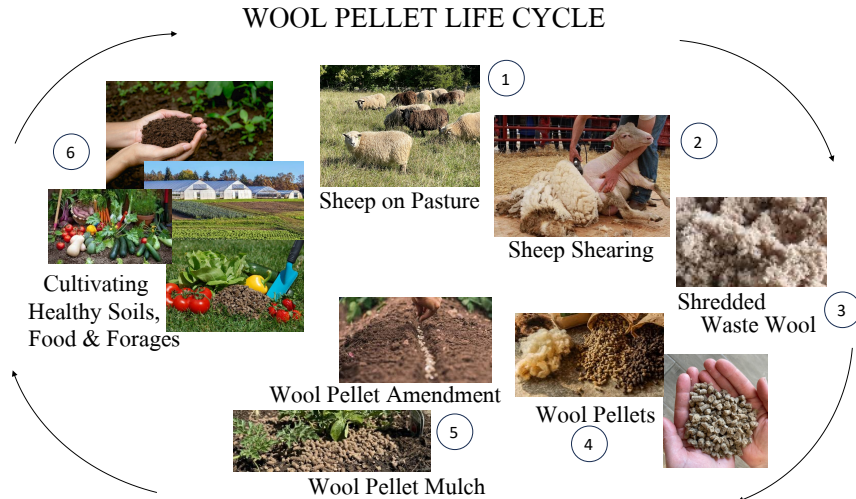 WOOL PELLET LIFE CYCLE
1
Sheep on Pasture
2
Sheep Shearing
3
Shredded
Waste Wool
4
Wool Pellets
5
Wool Pellet Amendment
Wool Pellet Mulch
6
Cultivating
Healthy Soils,
Food & Forages